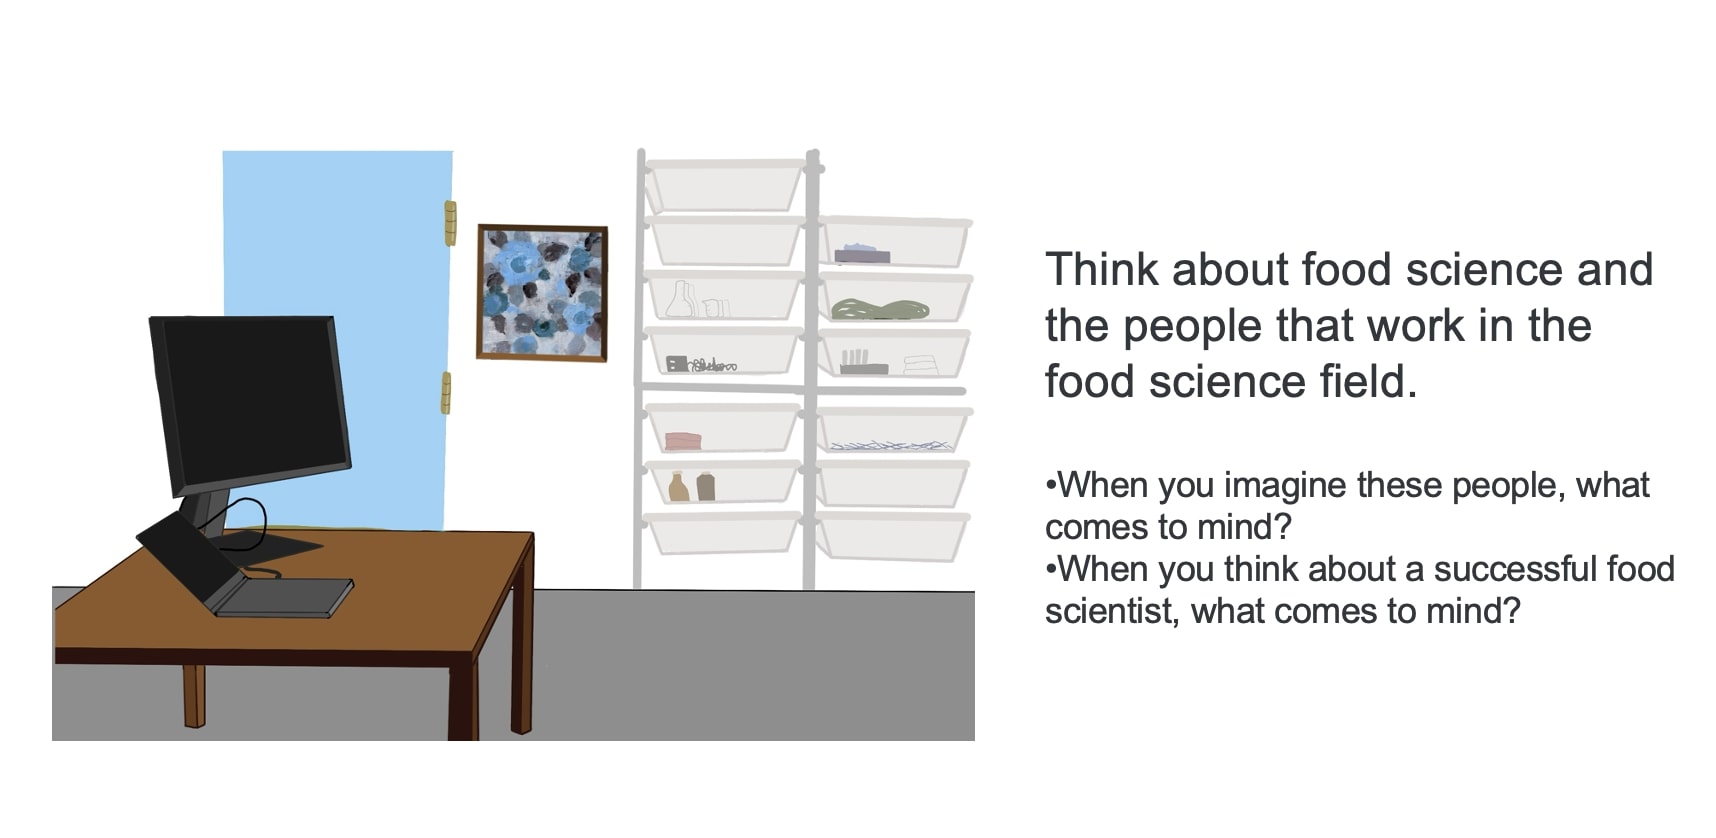 Think about food science and
the people that work in the
food science field.
•When you imagine these people, what
comes to mind?
•When you think about a successful food
scientist, what comes to mind?